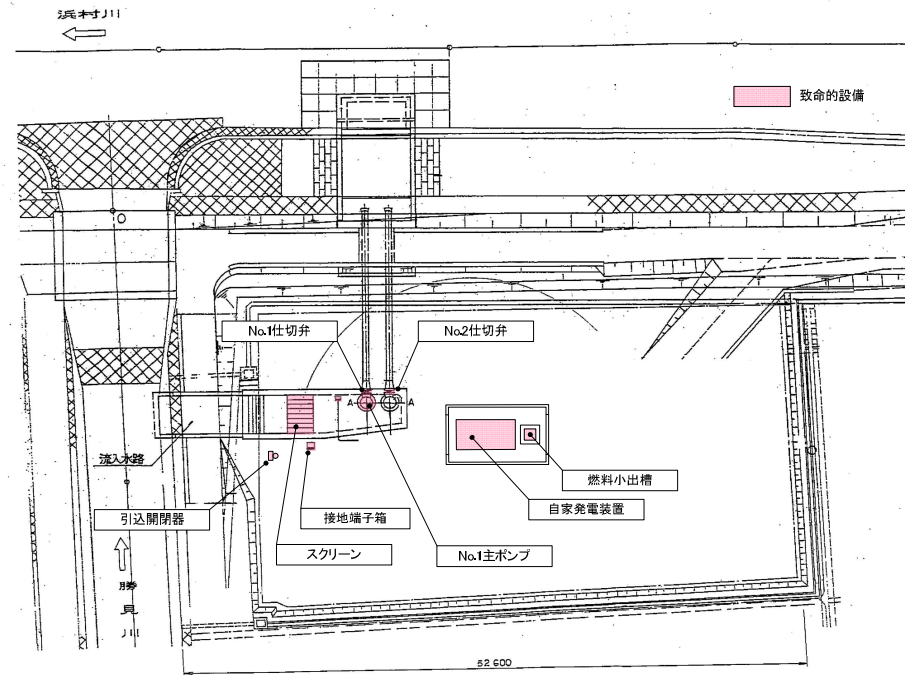 浜村川
致命的設備
No.1仕切弁
No.2仕切弁
A
A
流入水路
燃料小出槽
引込開閉器
接地端子箱
自家発電装置
スクリーン
No.1主ポンプ
勝見川
52 600